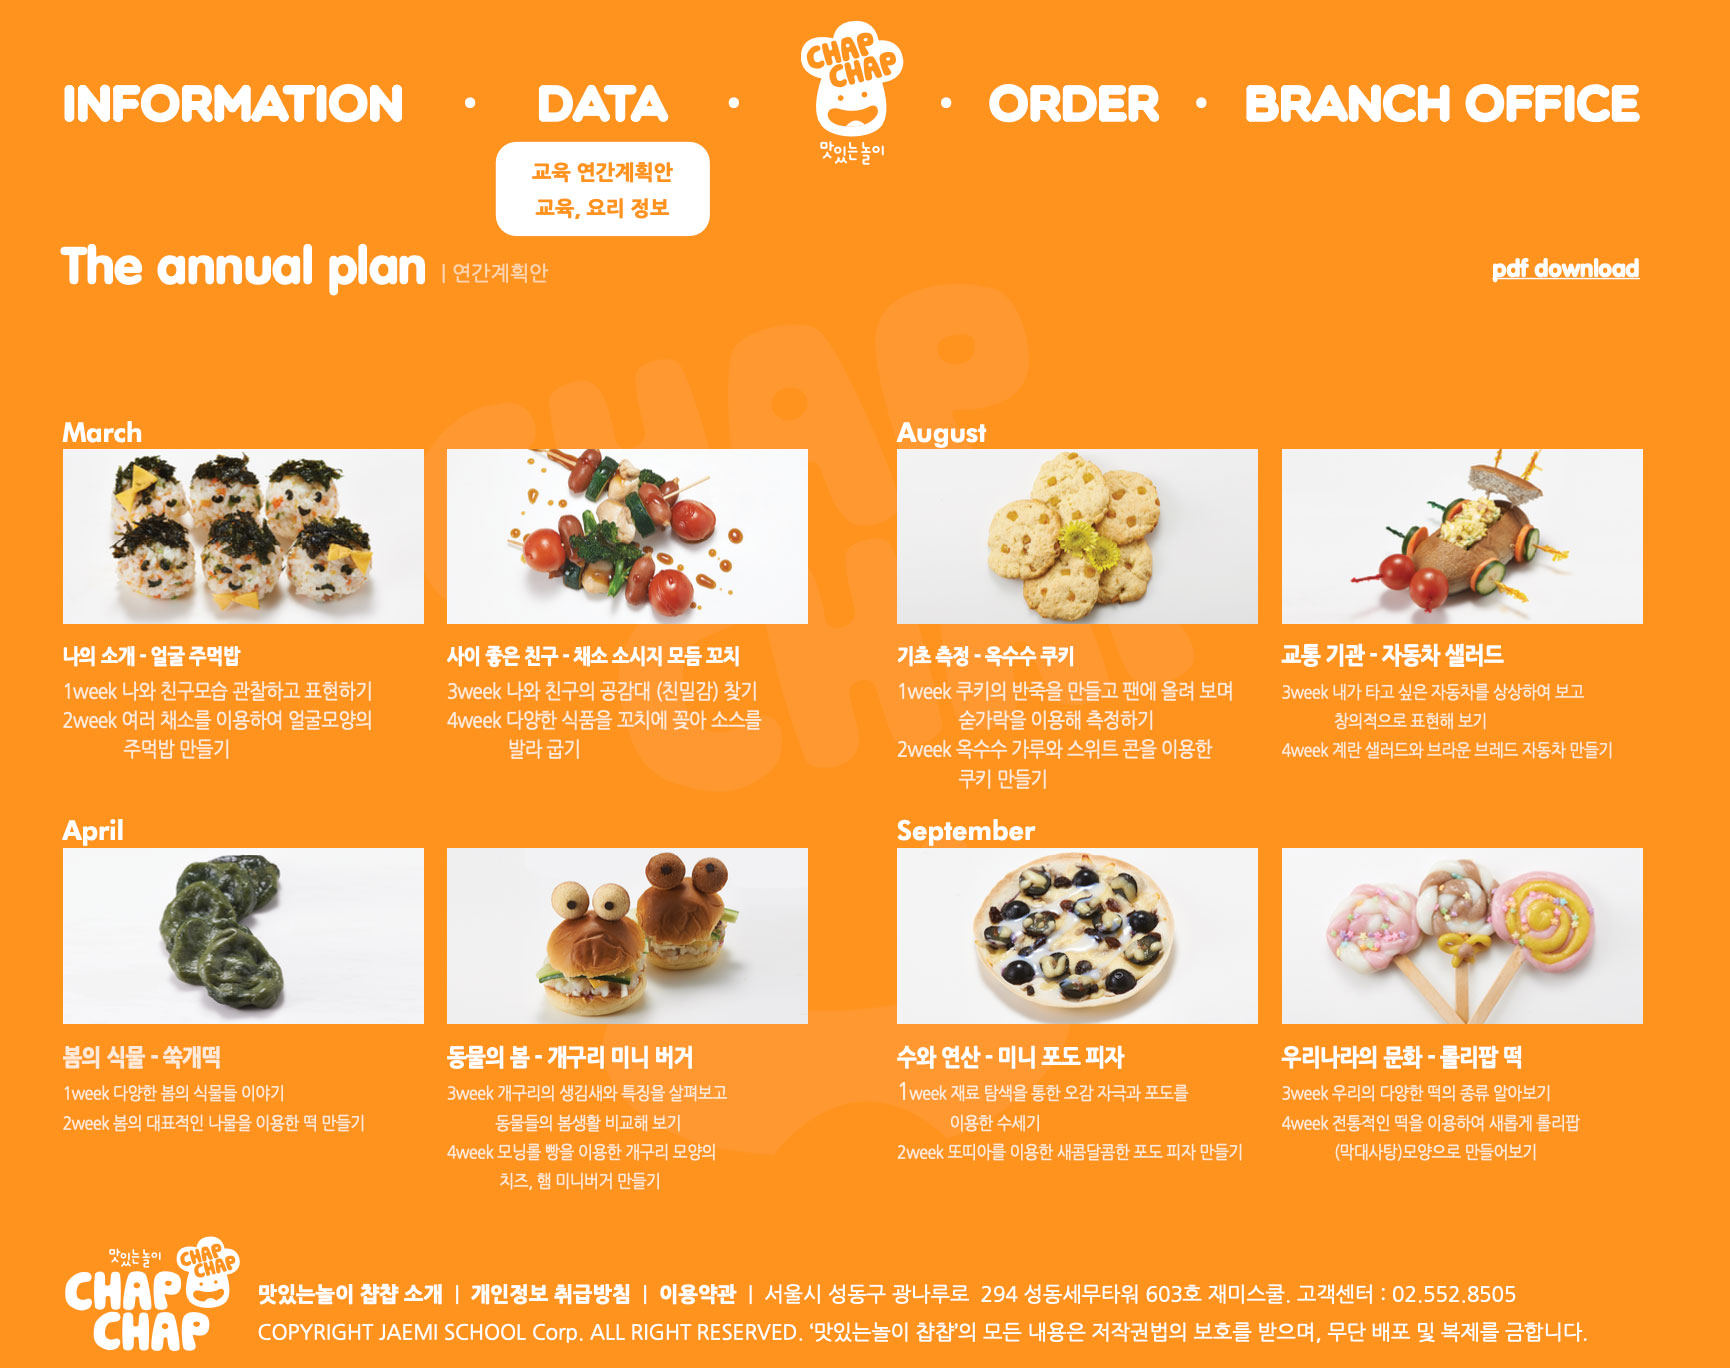 CHAP
CHAP
맛있는놀이
INFORMATION • DATA • • ORDER • BRANCH OFFICE
교육 연간계획안
교육, 요리 정보
The annual plan | 연간계획안
pdf download
March
나의 소개 - 얼굴 주먹밥
1week 나와 친구모습 관찰하고 표현하기
2week 여러 채소를 이용하여 얼굴모양의
주먹밥 만들기
사이 좋은 친구 - 채소 소시지 모듬 꼬치
3week 나와 친구의 공감대 (친밀감) 찾기
4week 다양한 식품을 꼬치에 꽂아 소스를
발라 굽기
August
기초 측정 - 옥수수 쿠키
1week 쿠키의 반죽을 만들고 팬에 올려 보며
숟가락을 이용해 측정하기
2week 옥수수 가루와 스위트 콘을 이용한
쿠키 만들기
교통 기관 - 자동차 샐러드
3week 내가 타고 싶은 자동차를 상상하여 보고
창의적으로 표현해 보기
4week 계란 샐러드와 브라운 브레드 자동차 만들기
April
봄의 식물 - 쑥개떡
1week 다양한 봄의 식물들 이야기
2week 봄의 대표적인 나물을 이용한 떡 만들기
동물의 봄 - 개구리 미니 버거
3week 개구리의 생김새와 특징을 살펴보고
동물들의 봄생활 비교해 보기
4week 모닝롤 빵을 이용한 개구리 모양의
치즈, 햄 미니버거 만들기
September
수와 연산 - 미니 포도 피자
1week 재료 탐색을 통한 오감 자극과 포도를
이용한 수세기
2week 또띠아를 이용한 새콤달콤한 포도 피자 만들기
우리나라의 문화 - 롤리팝 떡
3week 우리의 다양한 떡의 종류 알아보기
4week 전통적인 떡을 이용하여 새롭게 롤리팝
(막대사탕)모양으로 만들어보기
CHAP
CHAP
맛있는놀이
CHAP
CHAP
CHAP
CHAP
맛있는놀이 챱챱 소개 | 개인정보 취급방침 | 이용약관 | 서울시 성동구 광나루로 294 성동세무타워 603호 재미스쿨. 고객센터 : 02.552.8505
COPYRIGHT JAEMI SCHOOL Corp. ALL RIGHT RESERVED. ‘맛있는놀이 챱챱’의 모든 내용은 저작권법의 보호를 받으며, 무단 배포 및 복제를 금합니다.